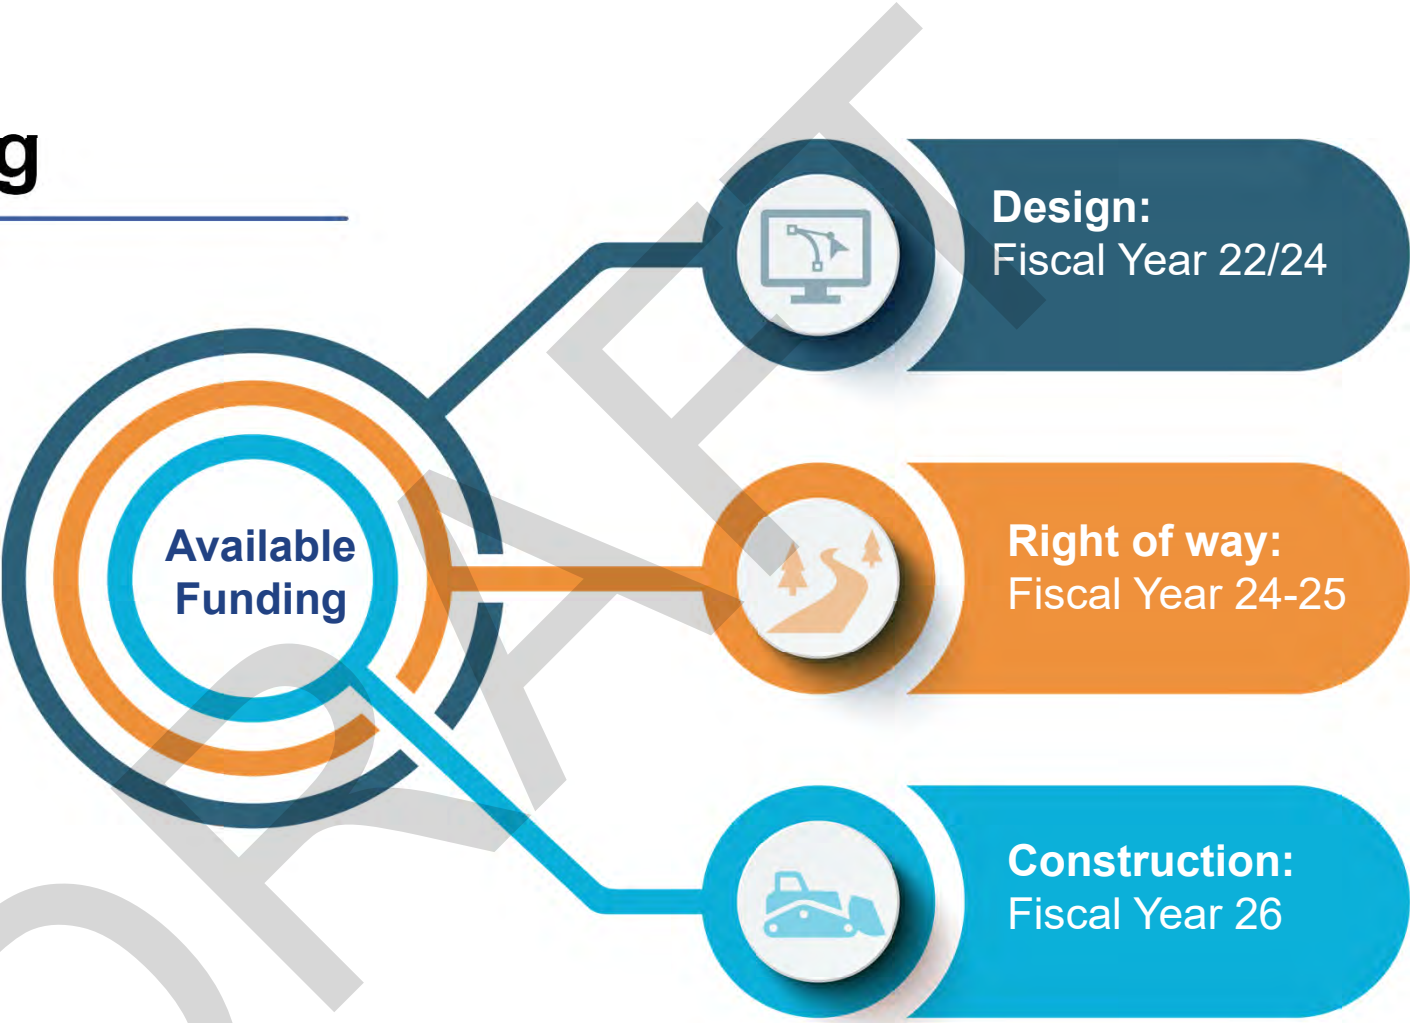 g
Design:
Fiscal Year 22/24
Available
Funding
Right of way:
Fiscal Year 24-25
Construction:
Fiscal Year 26
DRAFT